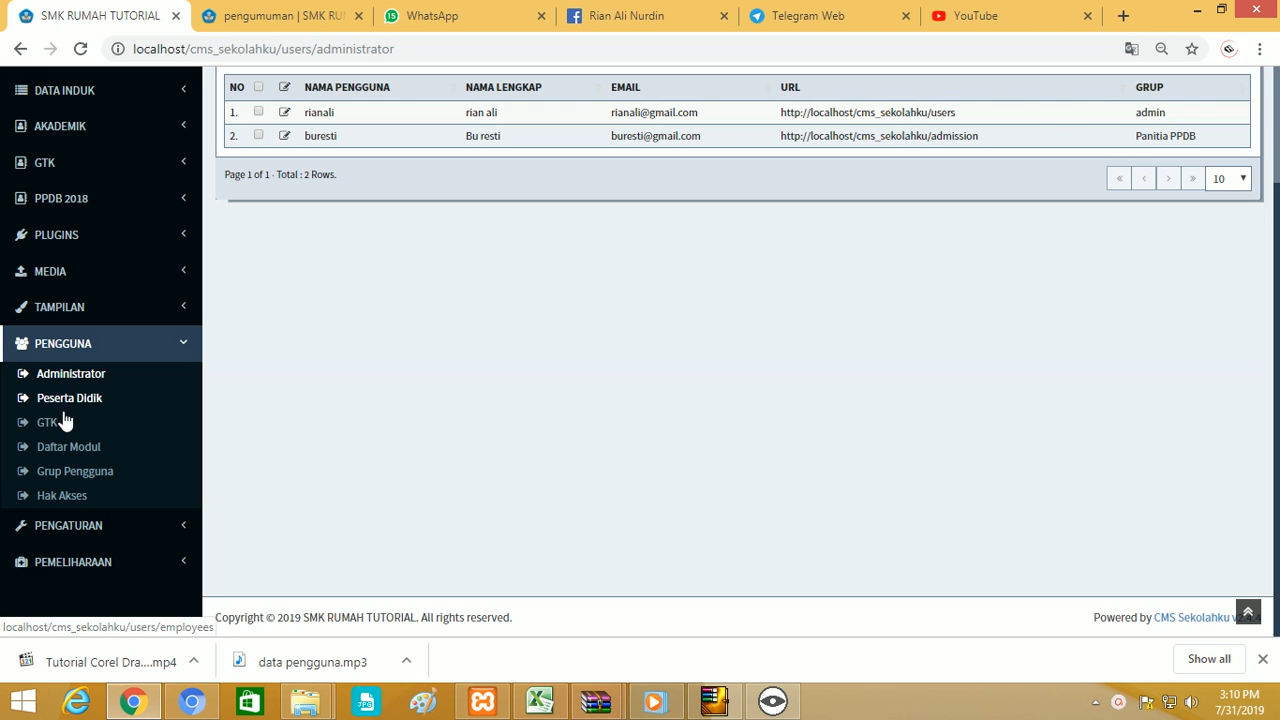 SMK RUMAH TUTORIAL
pengumuman | SMK RU
WhatsApp
Rian Ali Nurdin
Telegram Web
YouTube
localhost/cms_sekolahku/users/administrator
DATA INDUK
AKADEMIK
GTK
PPDB 2018
PLUGINS
MEDIA
TAMPILAN
PENGGUNA
Administrator
Peserta Didik
GTK
Daftar Modul
Grup Pengguna
Hak Akses
PENGATURAN
PEMELIHARAAN
NO NAMA PENGGUNA NAMA LENGKAP EMAIL URL GRUP
1. rianali rian ali rianali@gmail.com http://localhost/cms_sekolahku/users admin
2. buresti Bu resti buresti@gmail.com http://localhost/cms_sekolahku/admission Panitia PPDB
Page 1 of 1 - Total : 2 Rows.
« ‹ › » 10
Copyright © 2019 SMK RUMAH TUTORIAL. All rights reserved.
Powered by CMS Sekolahku
localhost/cms_sekolahku/users/employees
Tutorial Corel Dra....mp4
data pengguna.mp3
Show all
3:10 PM
7/31/2019